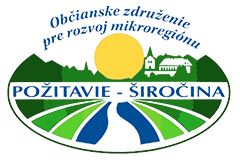 Občianske združenie
pre rozvoj mikroregiónu
POŽITAVIE - ŠIROČINA